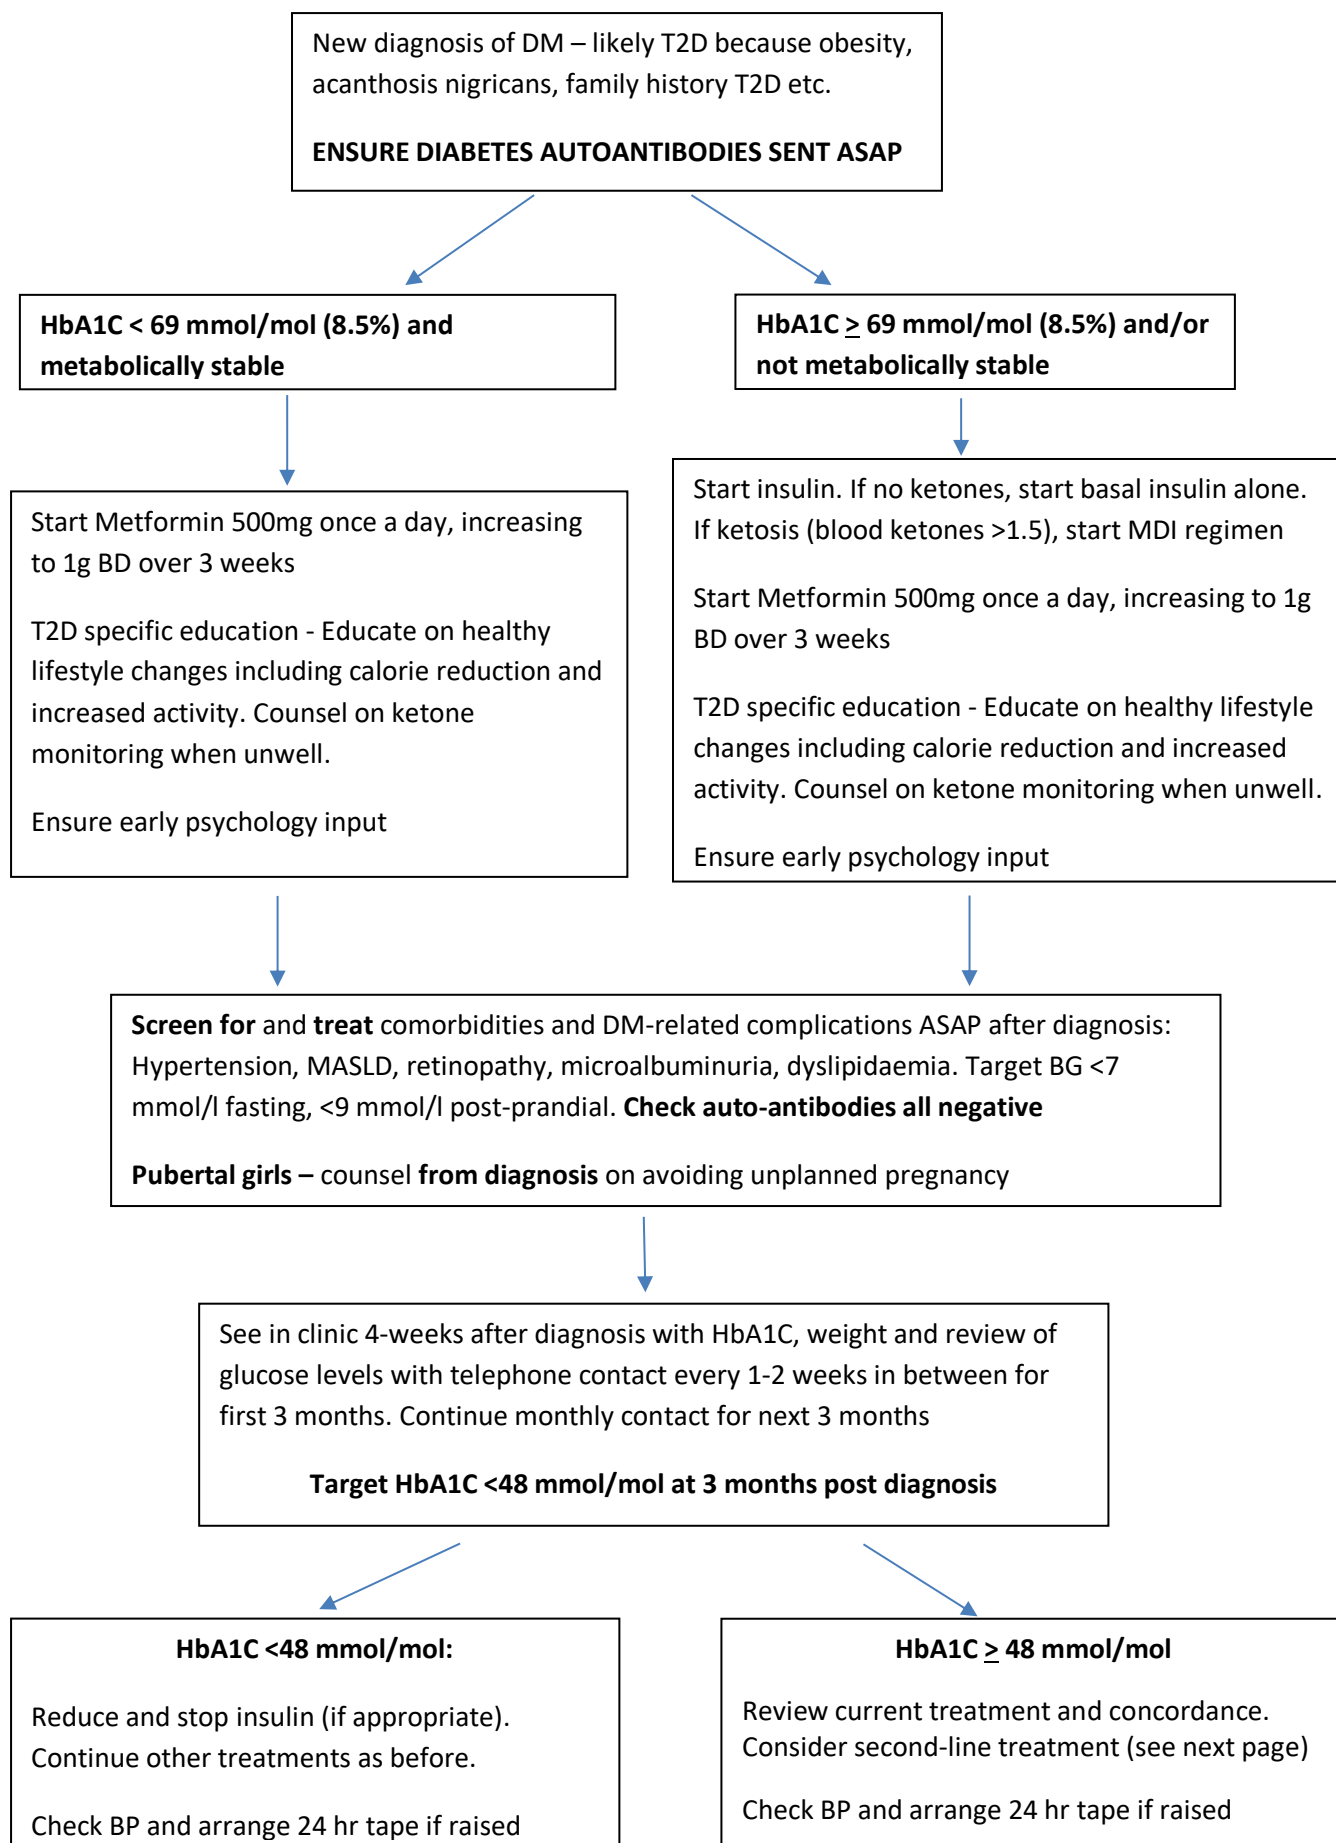 New diagnosis of DM – likely T2D because obesity,
acanthosis nigricans, family history T2D etc.
ENSURE DIABETES AUTOANTIBODIES SENT ASAP
HbA1C < 69 mmol/mol (8.5%) and
metabolically stable
HbA1C ≥ 69 mmol/mol (8.5%) and/or
not metabolically stable
Start Metformin 500mg once a day, increasing
to 1g BD over 3 weeks
T2D specific education - Educate on healthy
lifestyle changes including calorie reduction and
increased activity. Counsel on ketone
monitoring when unwell.
Ensure early psychology input
Start insulin. If no ketones, start basal insulin alone.
If ketosis (blood ketones >1.5), start MDI regimen
Start Metformin 500mg once a day, increasing to 1g
BD over 3 weeks
T2D specific education - Educate on healthy lifestyle
changes including calorie reduction and increased
activity. Counsel on ketone monitoring when unwell.
Ensure early psychology input
Screen for and treat comorbidities and DM-related complications ASAP after diagnosis:
Hypertension, MASLD, retinopathy, microalbuminuria, dyslipidaemia. Target BG <7
mmol/l fasting, <9 mmol/l post-prandial. Check auto-antibodies all negative
Pubertal girls – counsel from diagnosis on avoiding unplanned pregnancy
See in clinic 4-weeks after diagnosis with HbA1C, weight and review of
glucose levels with telephone contact every 1-2 weeks in between for
first 3 months. Continue monthly contact for next 3 months
Target HbA1C <48 mmol/mol at 3 months post diagnosis
HbA1C <48 mmol/mol:
Reduce and stop insulin (if appropriate).
Continue other treatments as before.
Check BP and arrange 24 hr tape if raised
HbA1C ≥ 48 mmol/mol
Review current treatment and concordance.
Consider second-line treatment (see next page)
Check BP and arrange 24 hr tape if raised